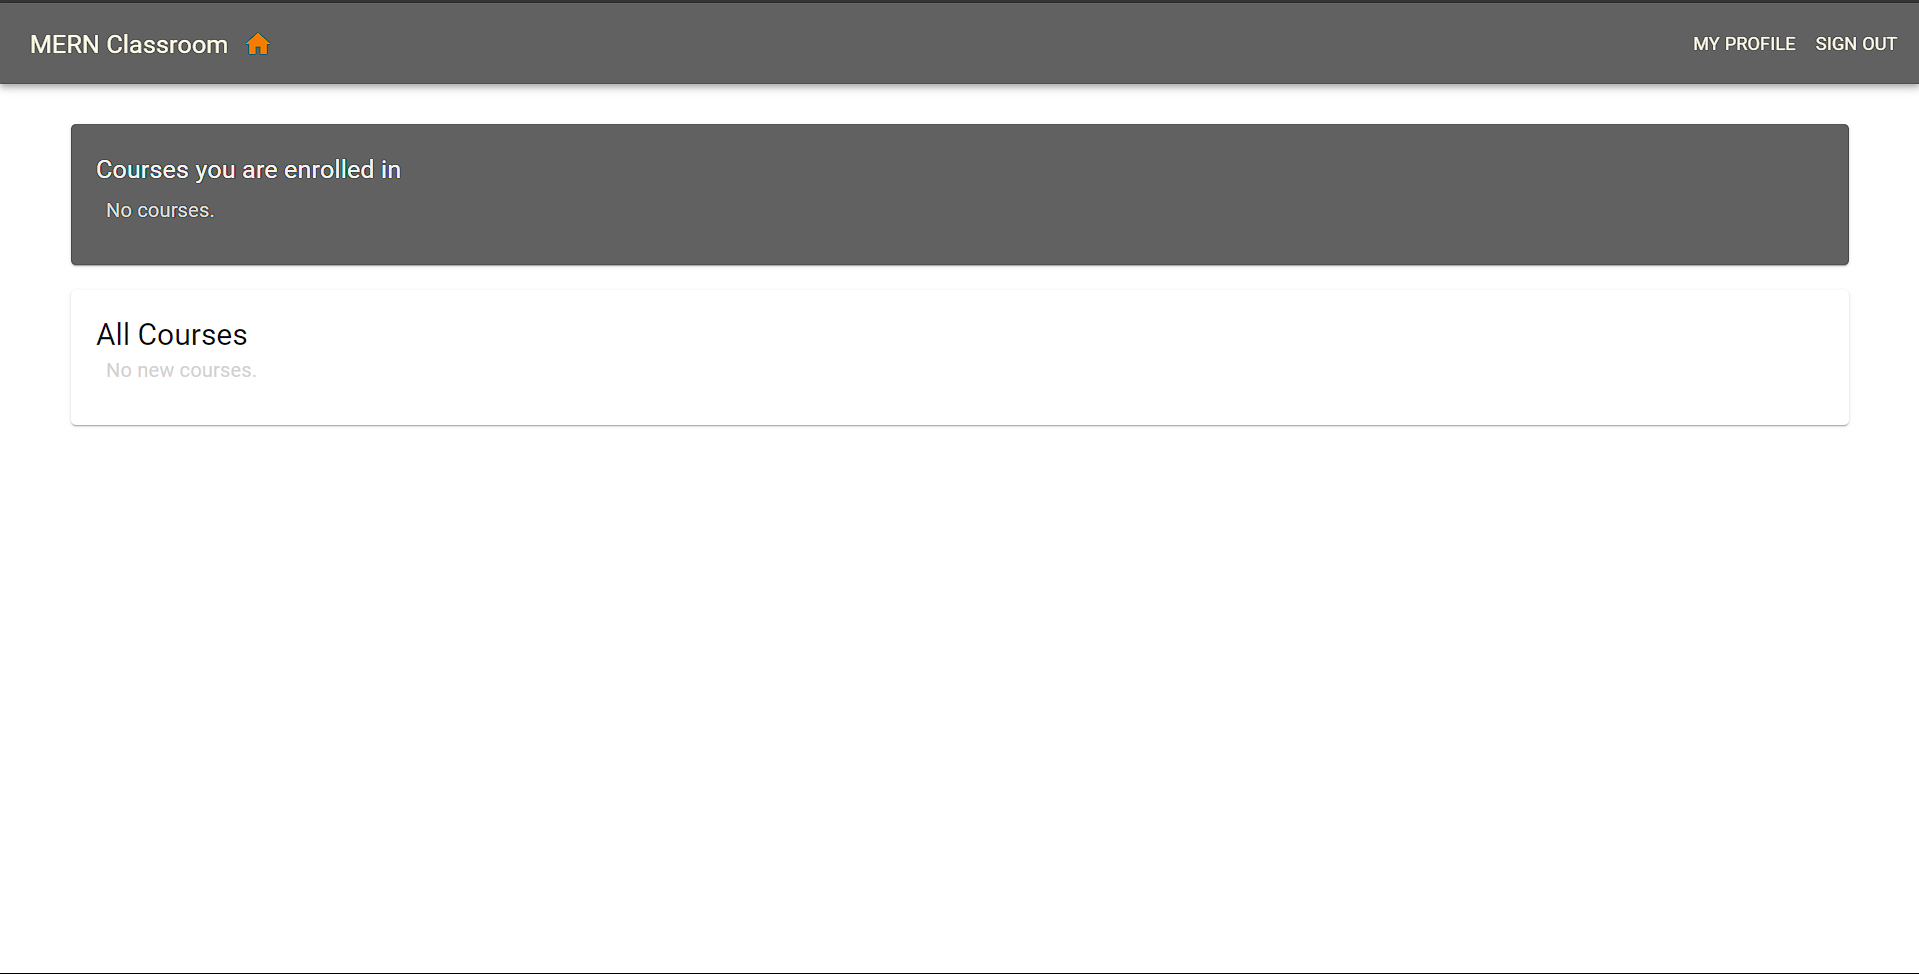 MERN Classroom MY PROFILE SIGN OUT
Courses you are enrolled in
No courses.
All Courses
No new courses.